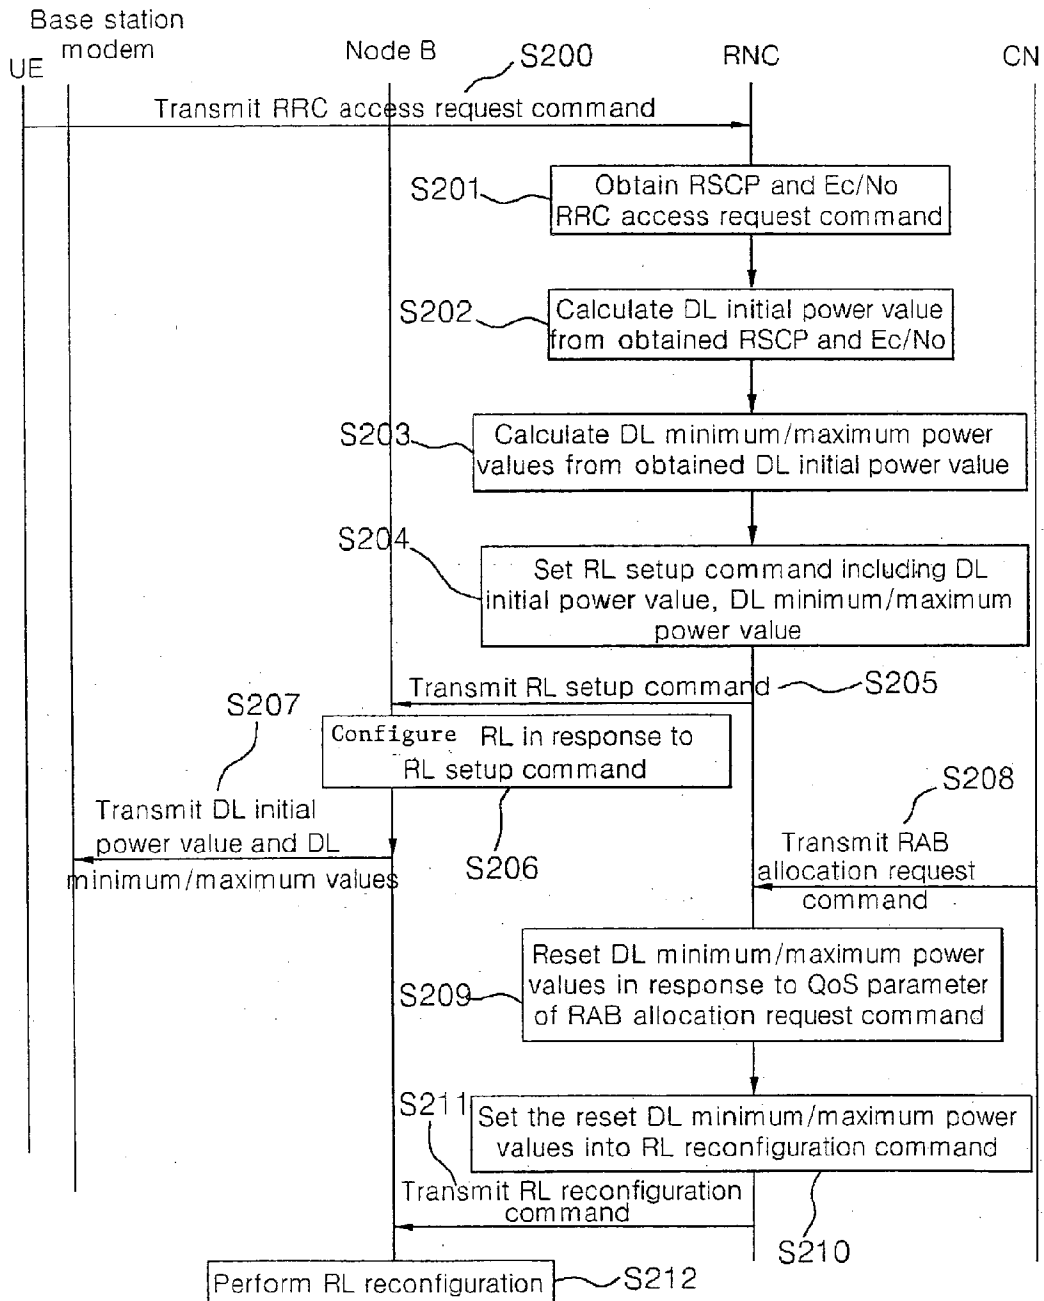 Base station
modem
UE
Node B
S200
RNC
CN
Transmit RRC access request command
S201
Obtain RSCP and Ec/No
RRC access request command
S202
Calculate DL initial power value
from obtained RSCP and Ec/No
S203
Calculate DL minimum/maximum power
values from obtained DL initial power value
S204
Set RL setup command including DL
initial power value, DL minimum/maximum
power value
Transmit RL setup command
S205
S207
Configure RL in response to
RL setup command
S206
Transmit DL initial
power value and DL
minimum/maximum values
S208
Transmit RAB
allocation request
command
S209
Reset DL minimum/maximum power
values in response to QoS parameter
of RAB allocation request command
S211
Set the reset DL minimum/maximum power
values into RL reconfiguration command
S210
Transmit RL reconfiguration
command
Perform RL reconfiguration
S212